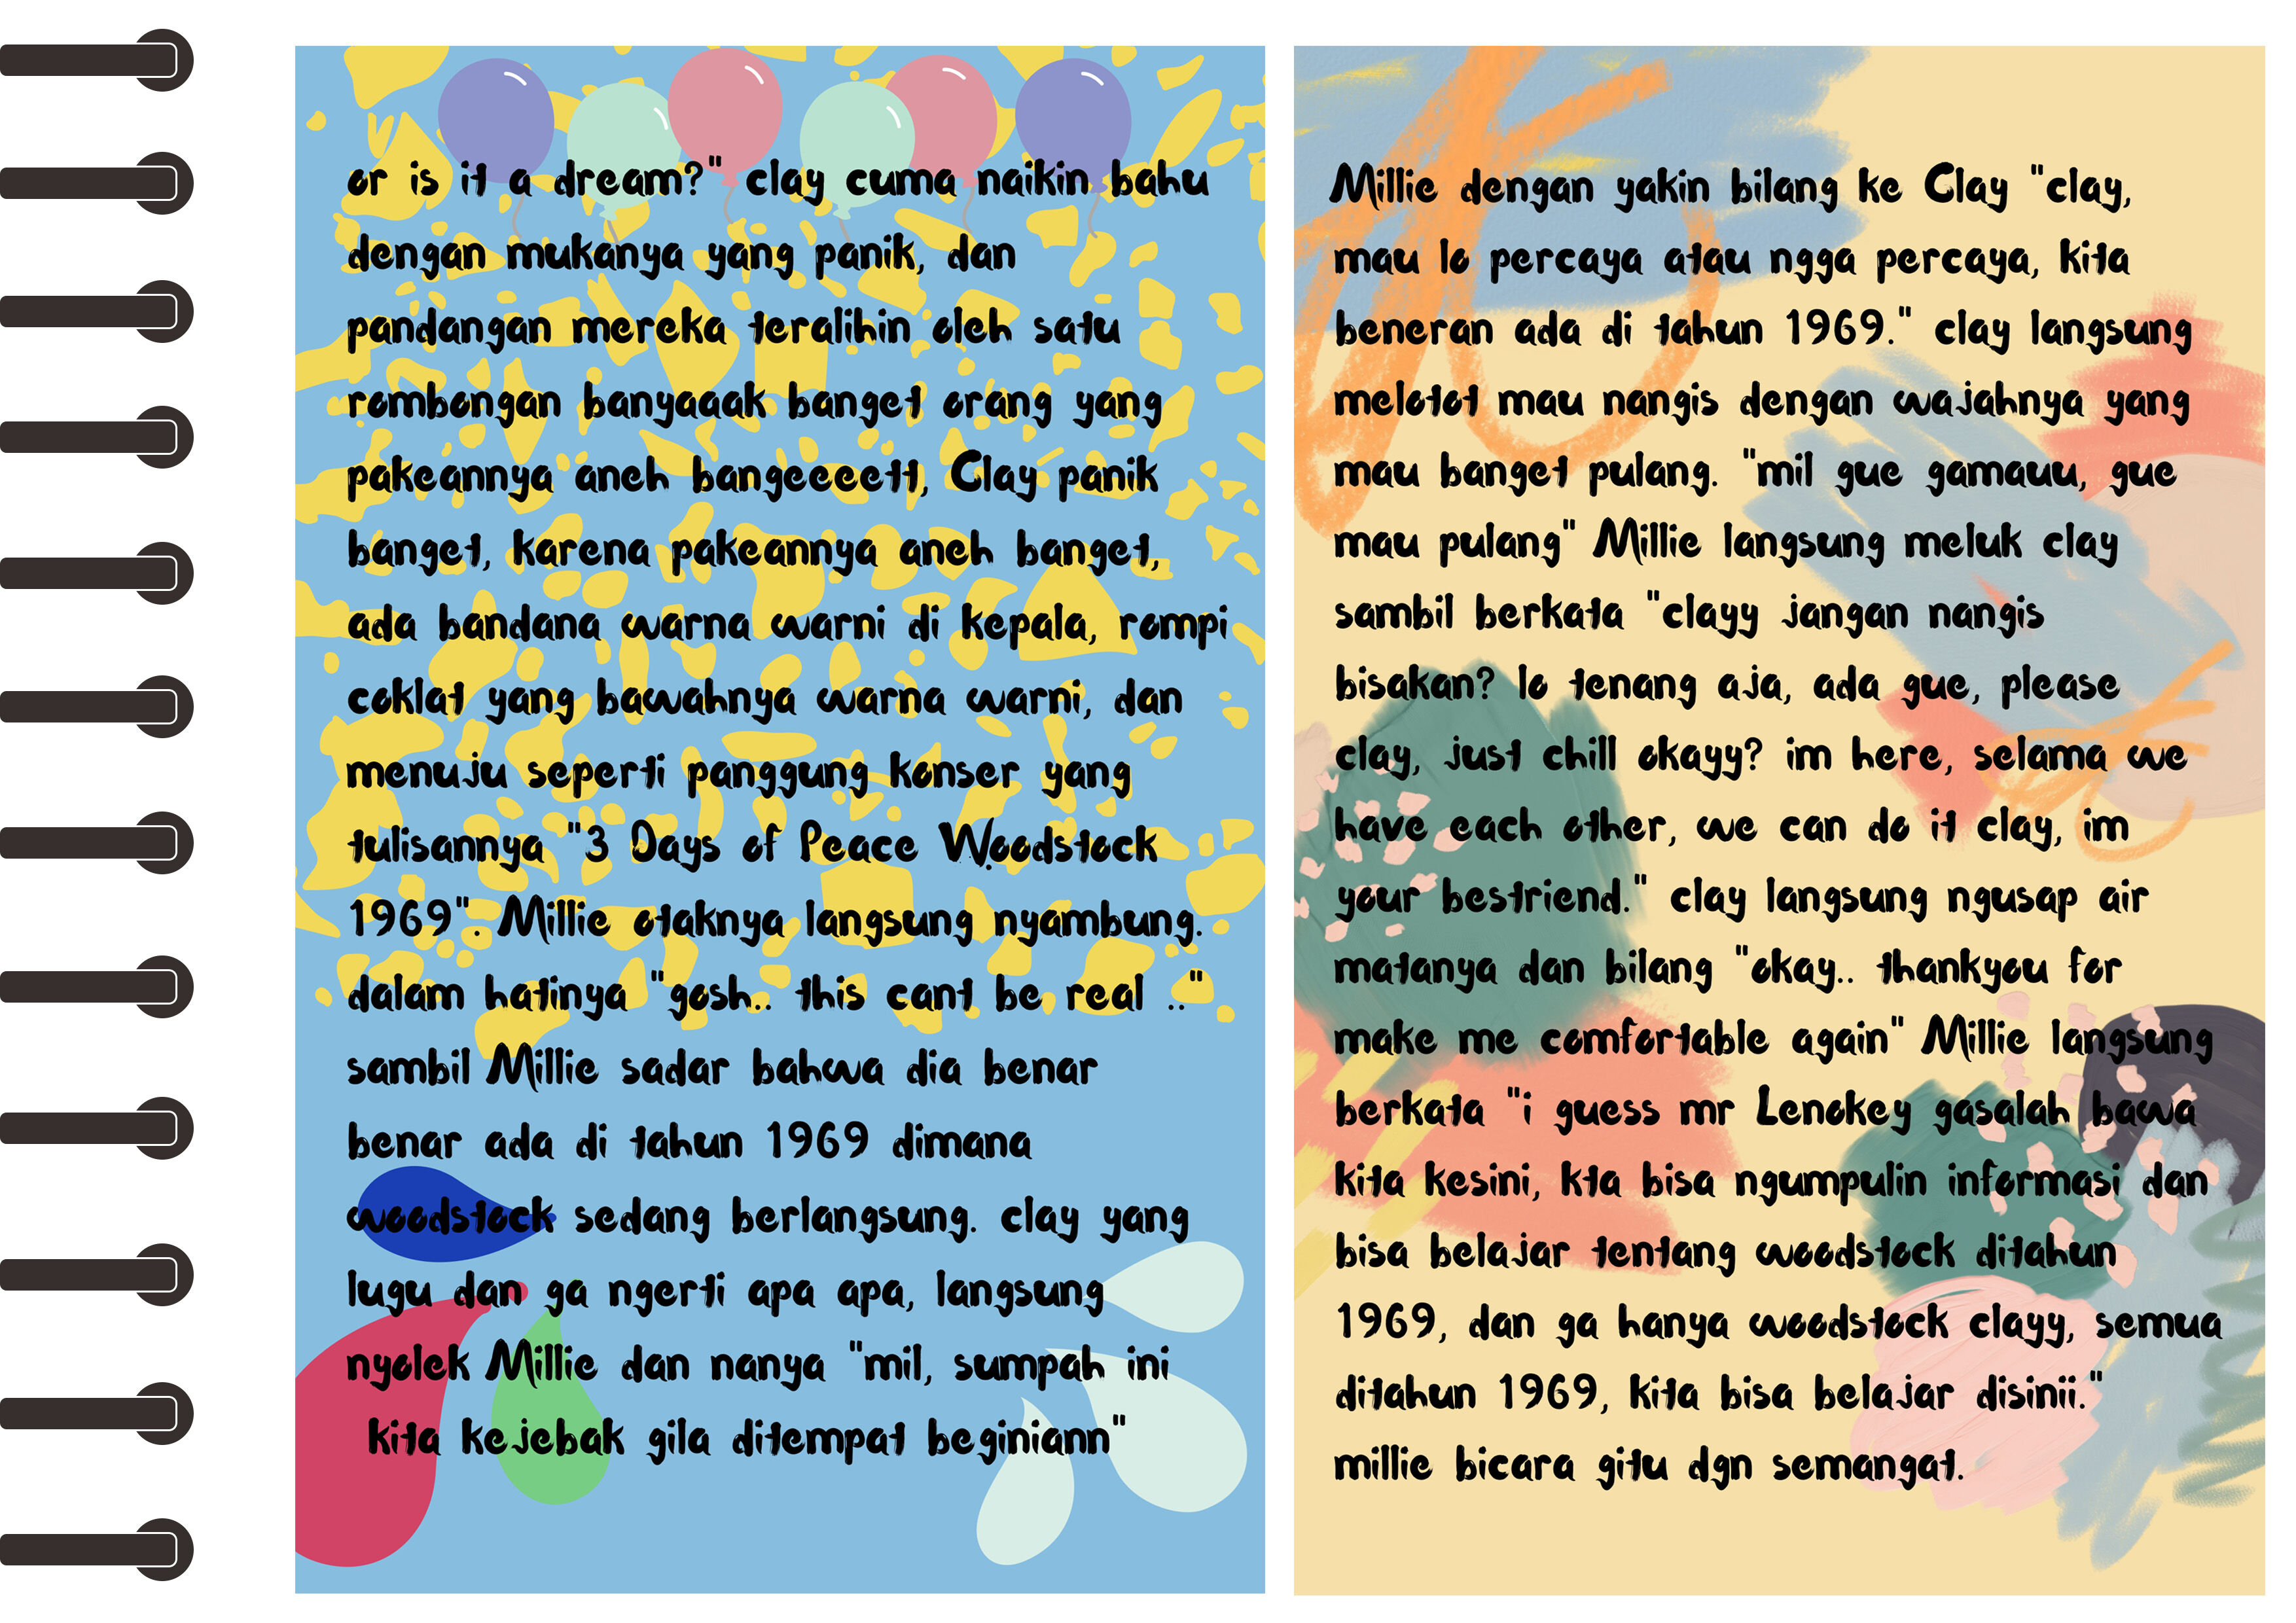 or is it a dream?" clay cuma naikin bahu
dengan mukanya yang panik, dan
pandangan mereka teralihin oleh satu
rombongan banyaaak banget orang yang
pakeannya aneh bangeeeett, Clay panik
banget, karena pakeannya aneh banget,
ada bandana warna warni di kepala, rompi
coklat yang bawahnya warna warni, dan
menuju seperti panggung konser yang
tulisannya "3 Days of Peace Woodstock
1969". Millie otaknya langsung nyambung.
dalam hatinya "gosh.. this cant be real .."
sambil Millie sadar bahwa dia benar
benar ada di tahun 1969 dimana
woodstock sedang berlangsung. clay yang
lugu dan ga ngerti apa apa, langsung
nyolek Millie dan nanya "mil, sumpah ini
kita kejebak gila ditempat beginiann"
Millie dengan yakin bilang ke Clay "clay,
mau lo percaya atau ngga percaya, kita
beneran ada di tahun 1969." clay langsung
melotot mau nangis dengan wajahnya yang
mau banget pulang. "mil gue gamauu, gue
mau pulang" Millie langsung meluk clay
sambil berkata "clayy jangan nangis
bisakan? lo tenang aja, ada gue, please
clay, just chill okayy? im here, selama we
have each other, we can do it clay, im
your bestriend." clay langsung ngusap air
matanya dan bilang "okay.. thankyou for
make me comfortable again" Millie langsung
berkata "i guess mr Lenokey gasalah bawa
kita kesini, kta bisa ngumpulin informasi dan
bisa belajar tentang woodstock ditahun
1969, dan ga hanya woodstock clayy, semua
ditahun 1969, kita bisa belajar disinii."
millie bicara gitu dgn semangat.